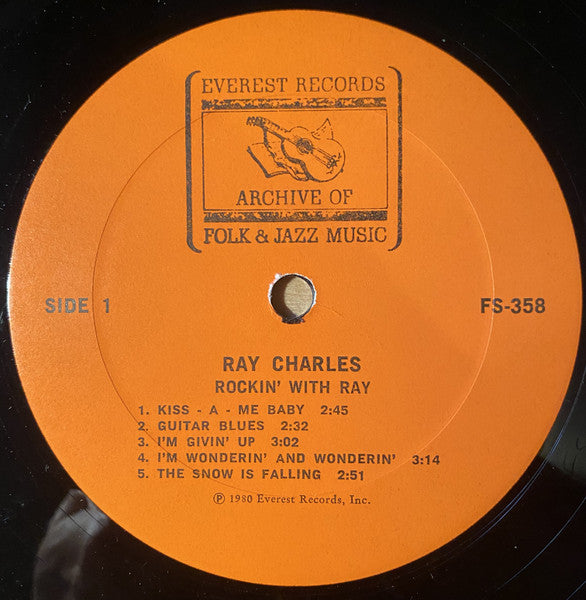 EVEREST RECORDS
ARCHIVE OF
FOLK & JAZZ MUSIC
SIDE 1
FS-358
RAY CHARLES
ROCKIN' WITH RAY
1. KISS - A - ME BABY 2:45
2. GUITAR BLUES 2:32
3. I'M GIVIN' UP 3:02
4. I'M WONDERIN' AND WONDERIN' 3:14
5. THE SNOW IS FALLING 2:51
℗ 1980 Everest Records, Inc.